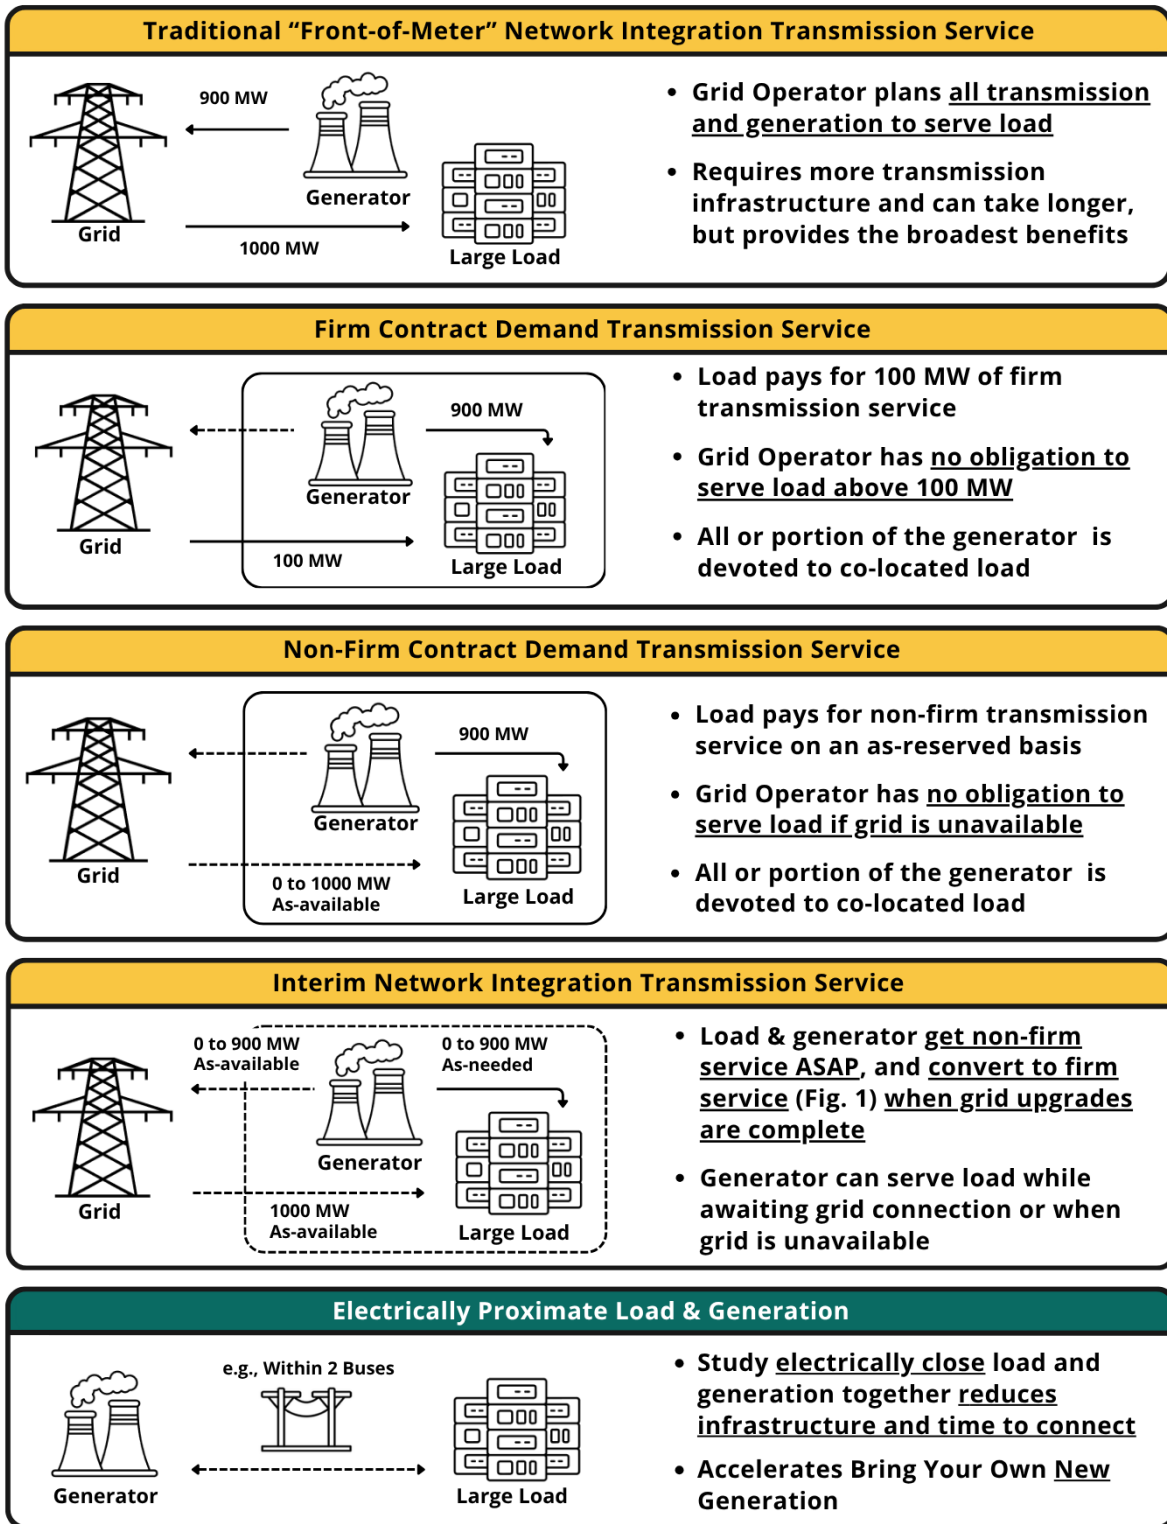 Traditional “Front-of-Meter” Network Integration Transmission Service
900 MW
Generator
Grid
1000 MW
Large Load
• Grid Operator plans all transmission
and generation to serve load
• Requires more transmission
infrastructure and can take longer,
but provides the broadest benefits
Firm Contract Demand Transmission Service
900 MW
Generator
Grid
100 MW
Large Load
• Load pays for 100 MW of firm
transmission service
• Grid Operator has no obligation to
serve load above 100 MW
• All or portion of the generator is
devoted to co-located load
Non-Firm Contract Demand Transmission Service
900 MW
Generator
Grid
0 to 1000 MW
As-available
Large Load
• Load pays for non-firm transmission
service on an as-reserved basis
• Grid Operator has no obligation to
serve load if grid is unavailable
• All or portion of the generator is
devoted to co-located load
Interim Network Integration Transmission Service
0 to 900 MW
As-available
0 to 900 MW
As-needed
Generator
Grid
1000 MW
As-available
Large Load
• Load & generator get non-firm
service ASAP, and convert to firm
service (Fig. 1) when grid upgrades
are complete
• Generator can serve load while
awaiting grid connection or when
grid is unavailable
Electrically Proximate Load & Generation
e.g., Within 2 Buses
Generator
Large Load
• Study electrically close load and
generation together reduces
infrastructure and time to connect
• Accelerates Bring Your Own New
Generation